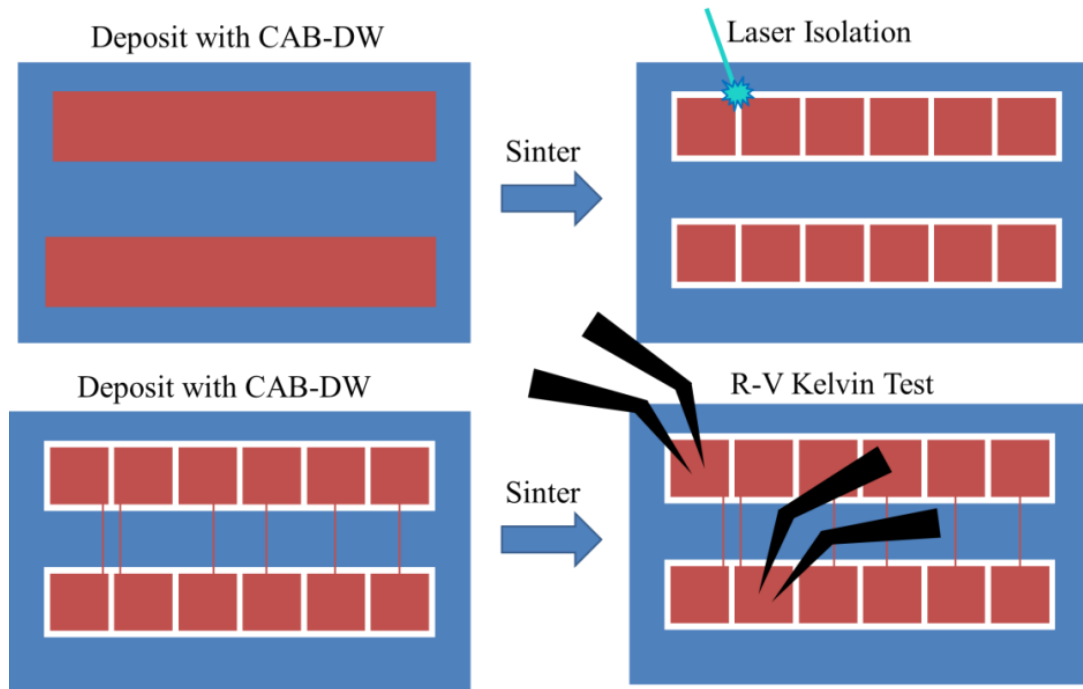 Deposit with CAB-DW
Laser Isolation
Sinter
Deposit with CAB-DW
R-V Kelvin Test
Sinter